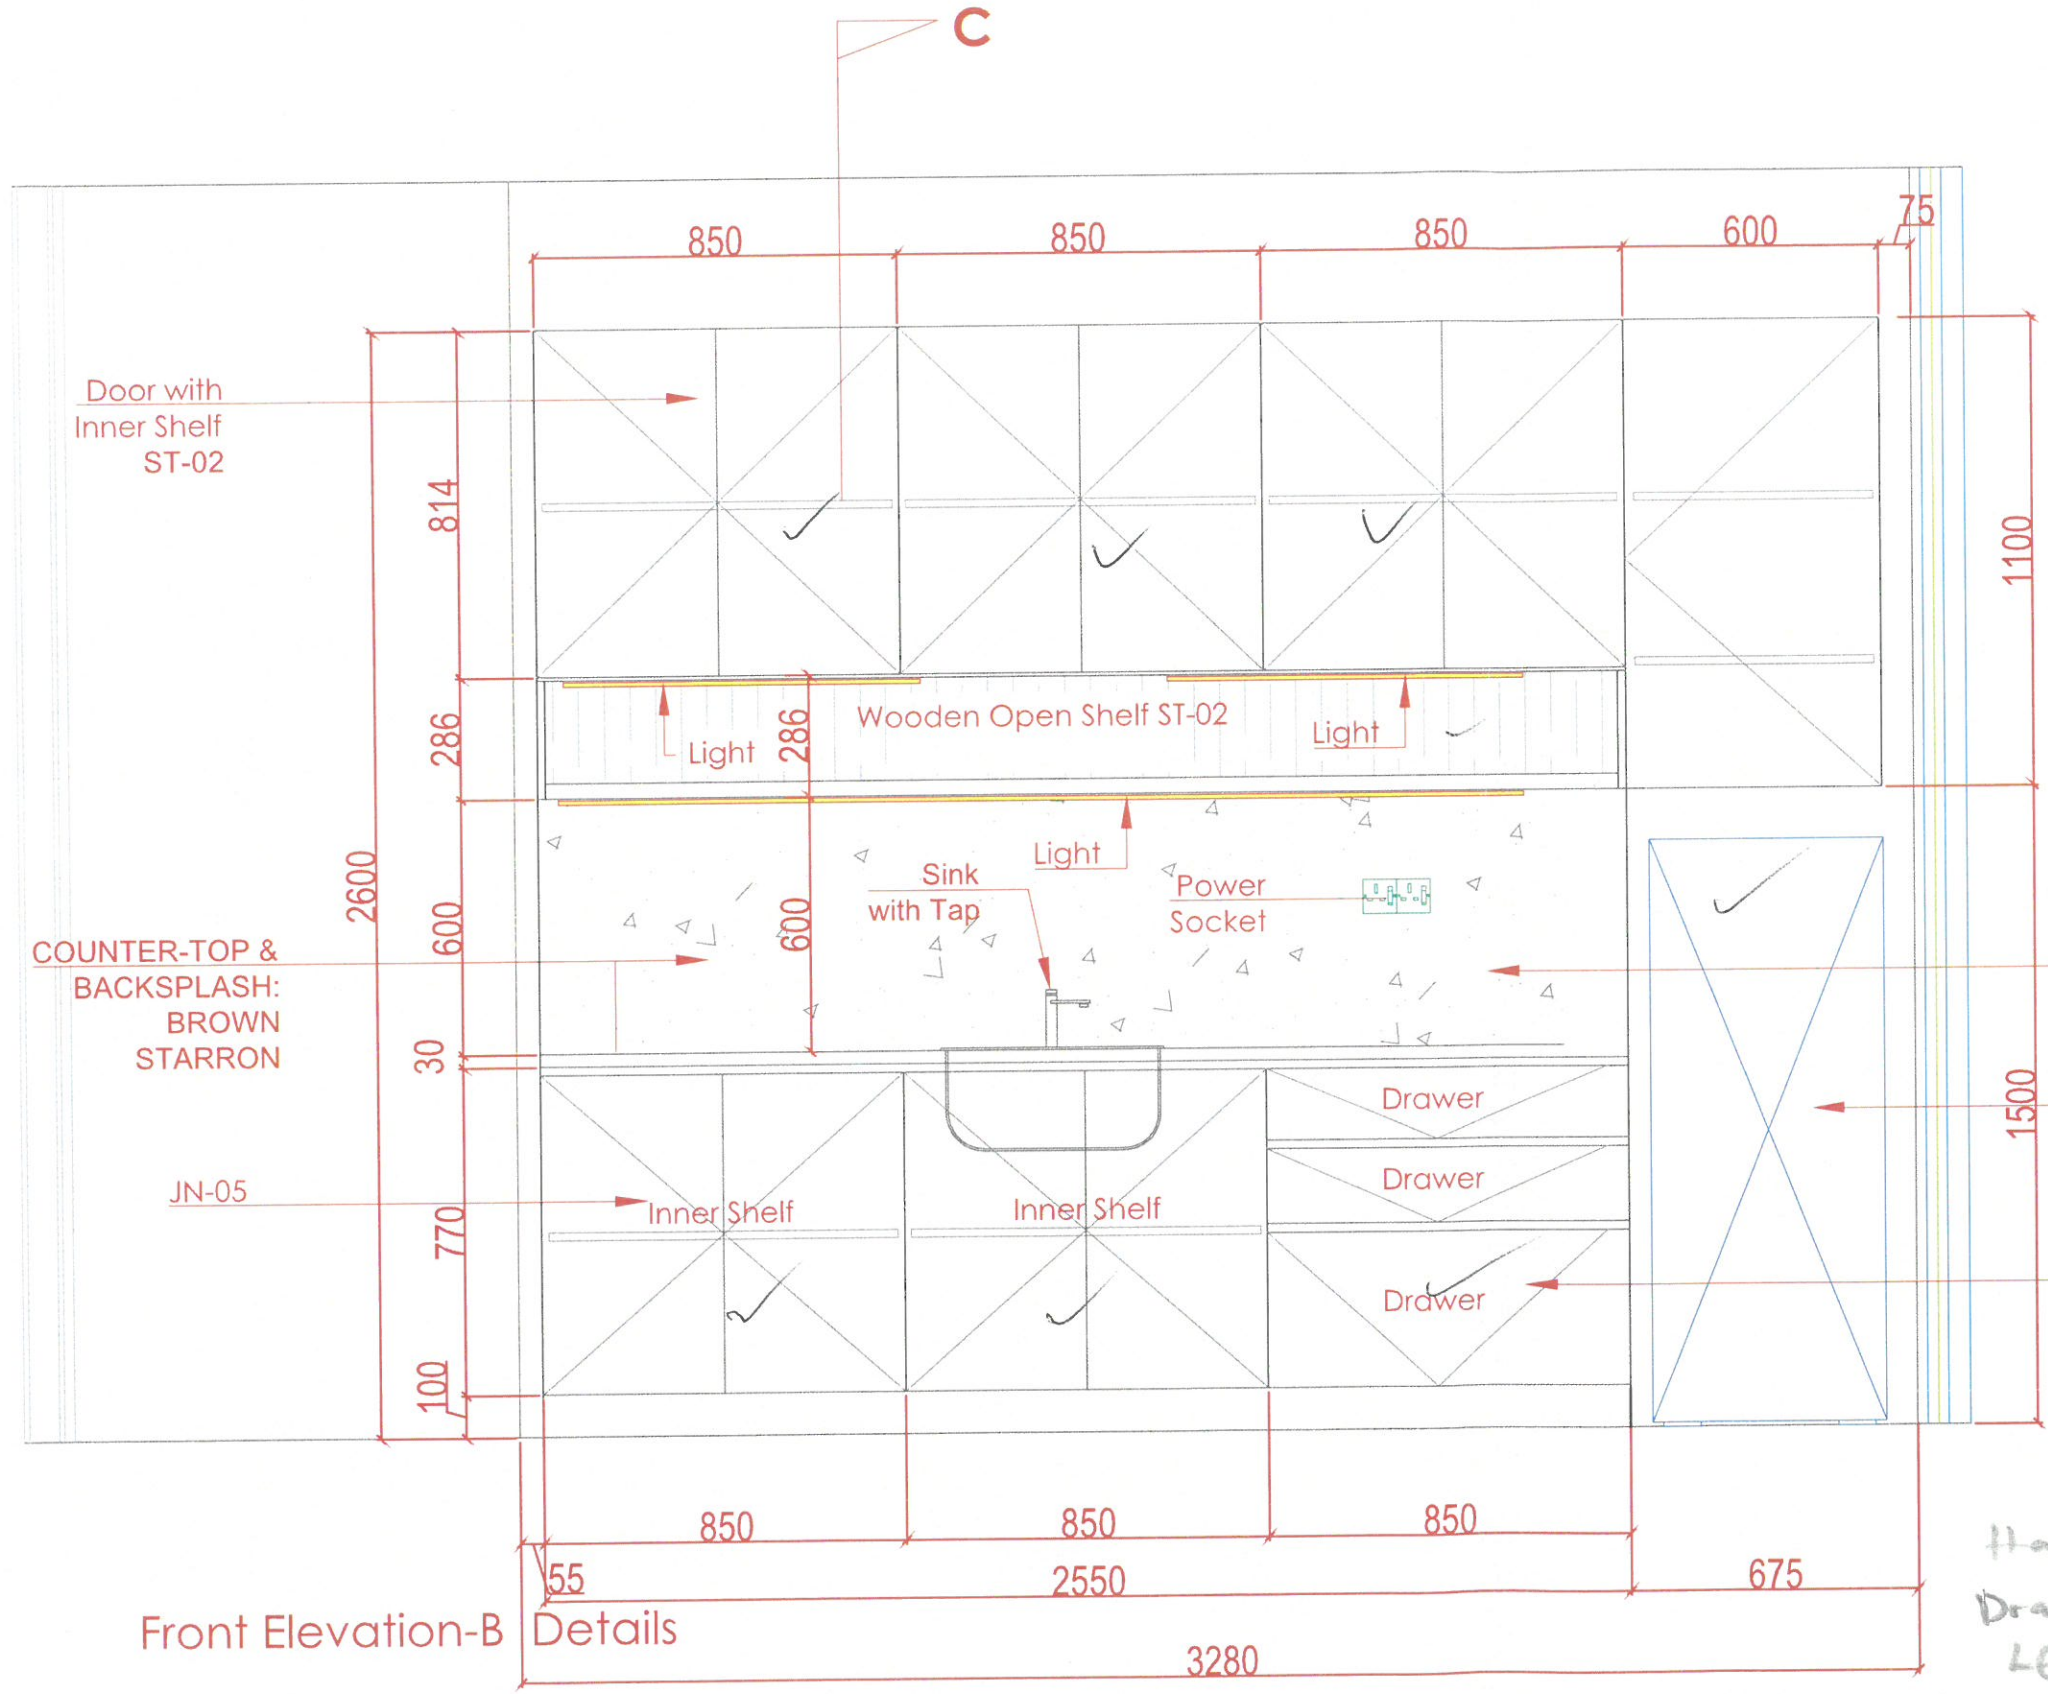 C
75
850
850
850
600
Door with
Inner Shelf
ST-02
814
1100
286
286
Wooden Open Shelf ST-02
Light
Light
Light
2600
600
600
Sink
with Tap
Power
Socket
COUNTER-TOP &
BACKSPLASH:
BROWN
STARRON
30
1500
Drawer
Drawer
Drawer
JN-05
Inner Shelf
Inner Shelf
770
100
850
850
850
55
2550
675
Front Elevation-B Details
3280